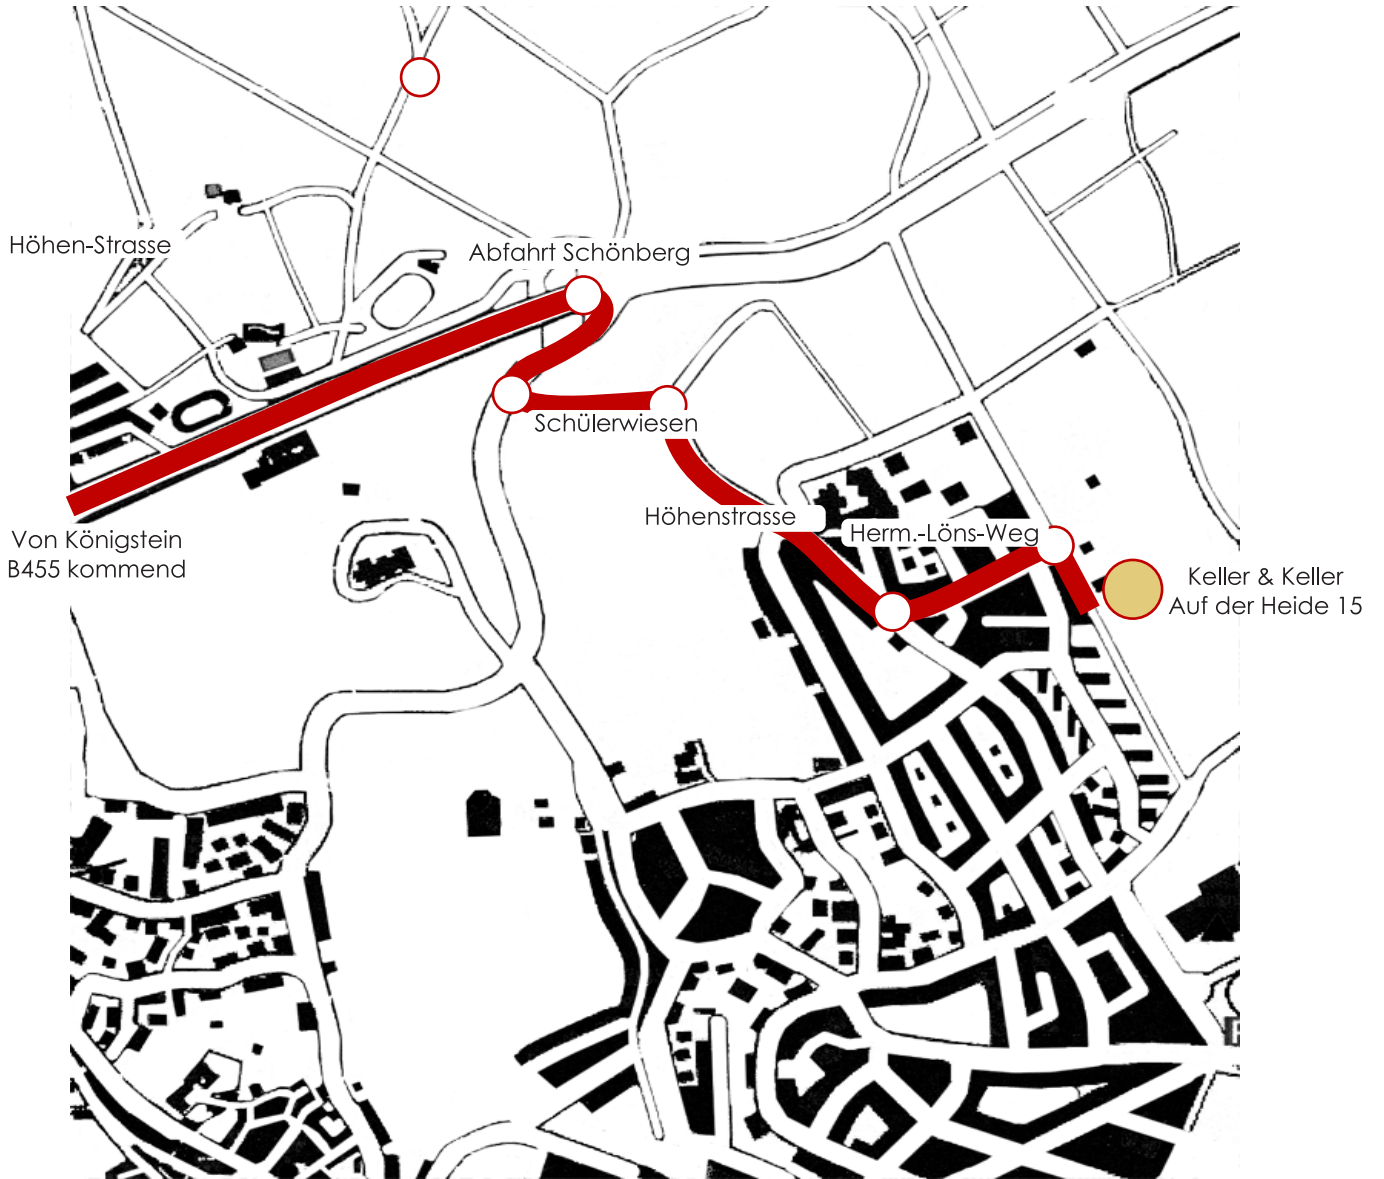 Höhen-Strasse
Abfahrt Schönberg
Schülerwiesen
Höhenstrasse
Herm.-Löns-Weg
Von Königstein
B455 kommend
Keller & Keller
Auf der Heide 15